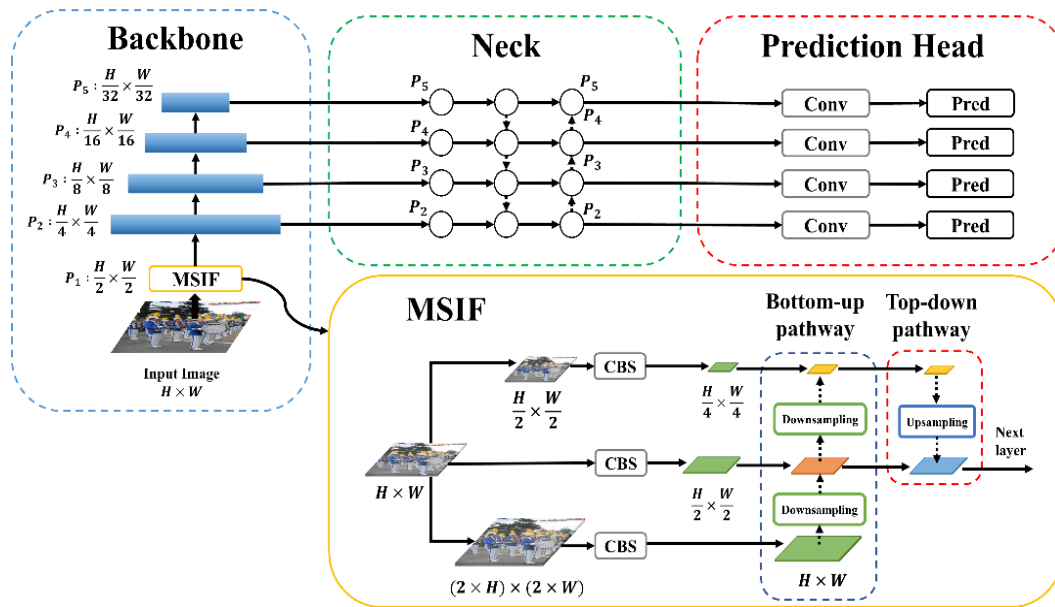 Backbone
P5 : H/32 × W/32
P4 : H/16 × W/16
P3 : H/8 × W/8
P2 : H/4 × W/4
P1 : H/2 × W/2
MSIF
Input Image
H × W
Neck
P5
P5
P4
P4
P3
P3
P2
P2
Prediction Head
Conv
Pred
Conv
Pred
Conv
Pred
Conv
Pred
MSIF
Bottom-up
pathway
Top-down
pathway
H/2 × W/2
CBS
H/4 × W/4
Downsampling
Upsampling
H × W
CBS
H/2 × W/2
Next
layer
Downsampling
(2 × H) × (2 × W)
CBS
H × W